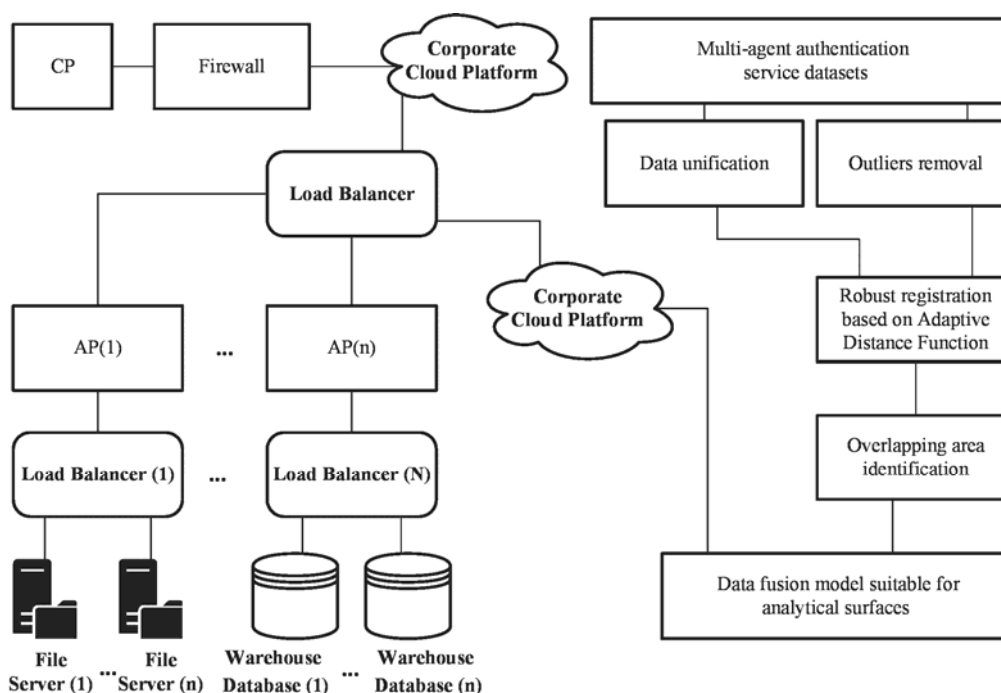 CP
Firewall
Corporate
Cloud Platform
Multi-agent authentication
service datasets
Data unification
Outliers removal
Load Balancer
Corporate
Cloud Platform
Robust registration
based on Adaptive
Distance Function
AP(1)
...
AP(n)
Overlapping area
identification
Load Balancer (1)
...
Load Balancer (N)
Data fusion model suitable for
analytical surfaces
File
Server (1)
...
File
Server (n)
Warehouse
Database (1)
...
Warehouse
Database (n)